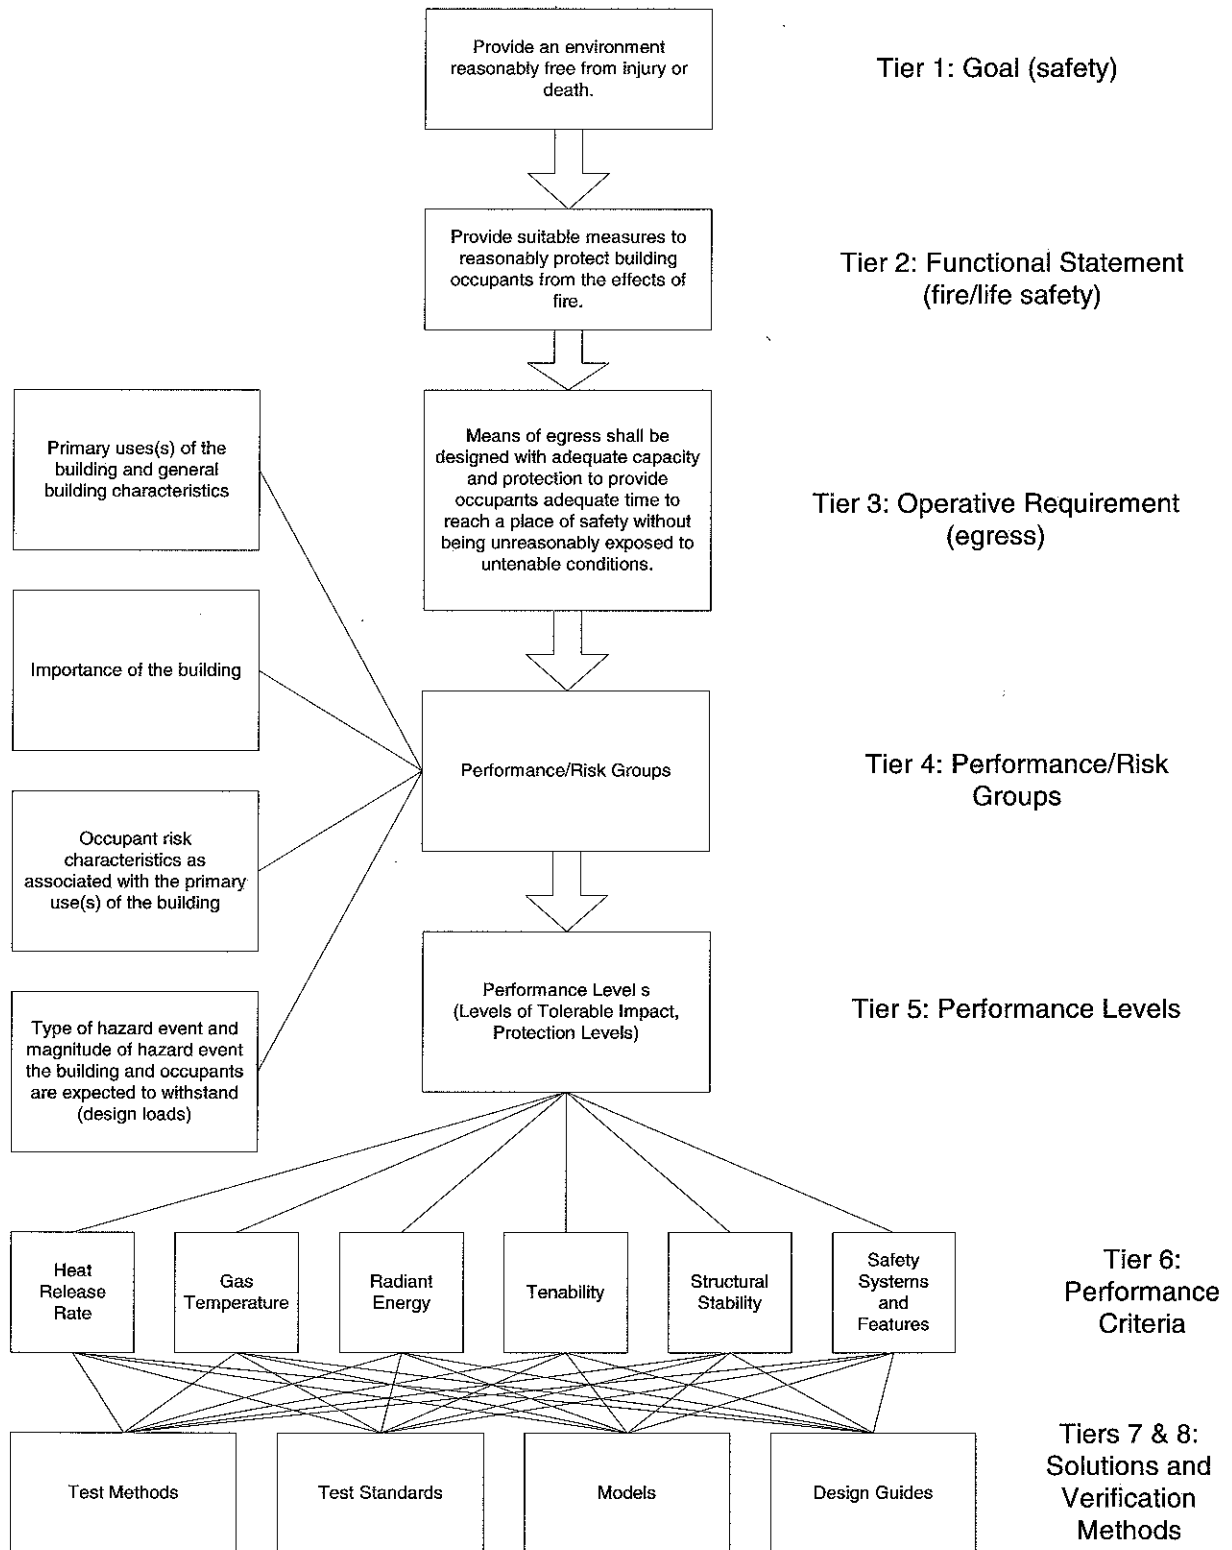 Provide an environment
reasonably free from injury or
death.
Tier 1: Goal (safety)
Provide suitable measures to
reasonably protect building
occupants from the effects of
fire.
Tier 2: Functional Statement
(fire/life safety)
Primary uses(s) of the
building and general
building characteristics
Means of egress shall be
designed with adequate capacity
and protection to provide
occupants adequate time to
reach a place of safety without
being unreasonably exposed to
untenable conditions.
Tier 3: Operative Requirement
(egress)
Importance of the building
Performance/Risk Groups
Tier 4: Performance/Risk
Groups
Occupant risk
characteristics as
associated with the primary
use(s) of the building
Performance Level s
(Levels of Tolerable Impact,
Protection Levels)
Tier 5: Performance Levels
Type of hazard event and
magnitude of hazard event
the building and occupants
are expected to withstand
(design loads)
Heat
Release
Rate
Gas
Temperature
Radiant
Energy
Tenability
Structural
Stability
Safety
Systems
and
Features
Tier 6:
Performance
Criteria
Test Methods
Test Standards
Models
Design Guides
Tiers 7 & 8:
Solutions and
Verification
Methods